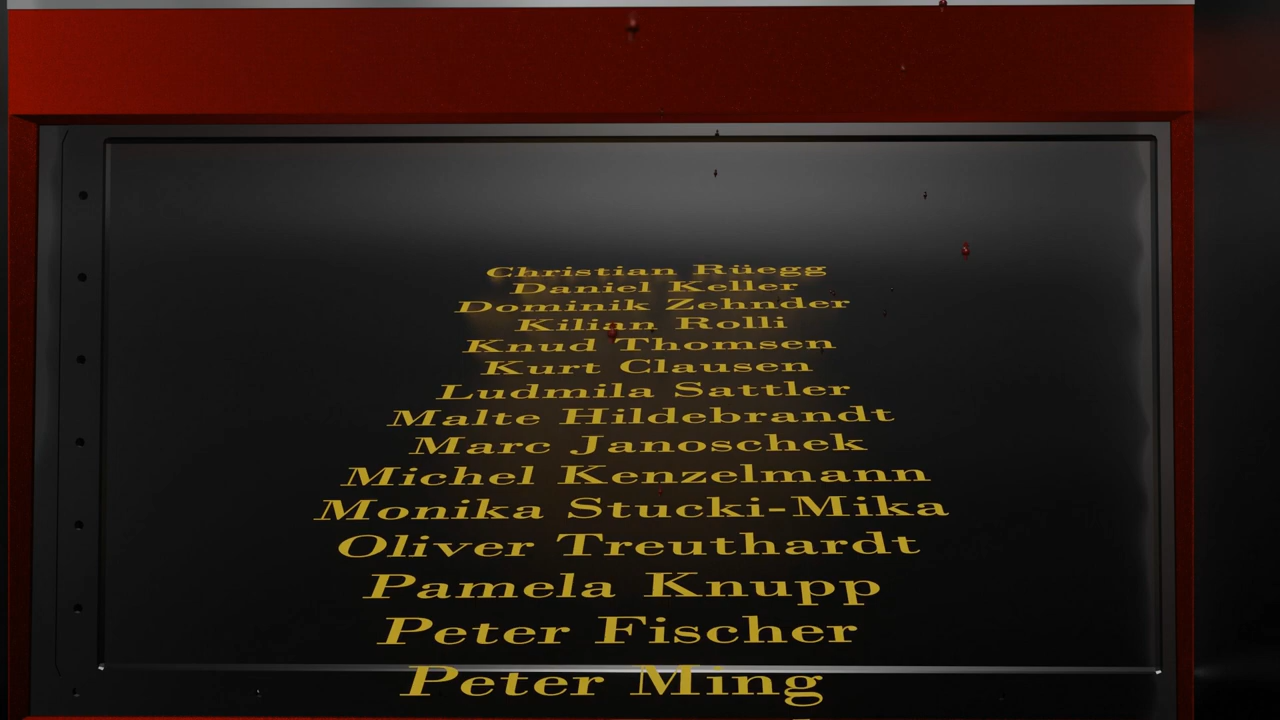 Christian Rüegg
Daniel Keller
Dominik Zehnder
Kilian Rolli
Knud Thomsen
Kurt Clausen
Ludmila Sattler
Malte Hildebrandt
Marc Janoschek
Michel Kenzelmann
Monika Stucki-Mika
Oliver Treuthardt
Pamela Knupp
Peter Fischer
Peter Ming